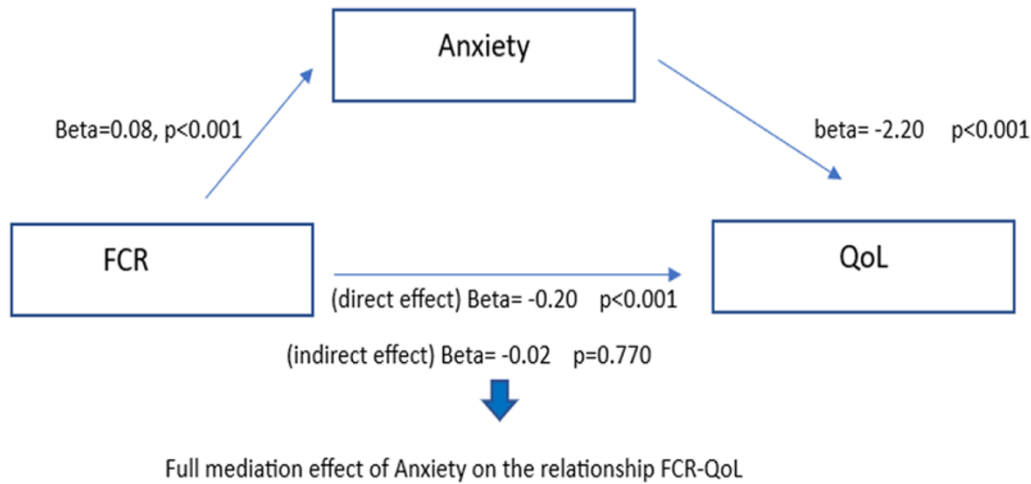 Anxiety
Beta=0.08, p<0.001
beta= -2.20 p<0.001
FCR
QoL
(direct effect) Beta= -0.20 p<0.001
(indirect effect) Beta= -0.02 p=0.770
Full mediation effect of Anxiety on the relationship FCR-QoL